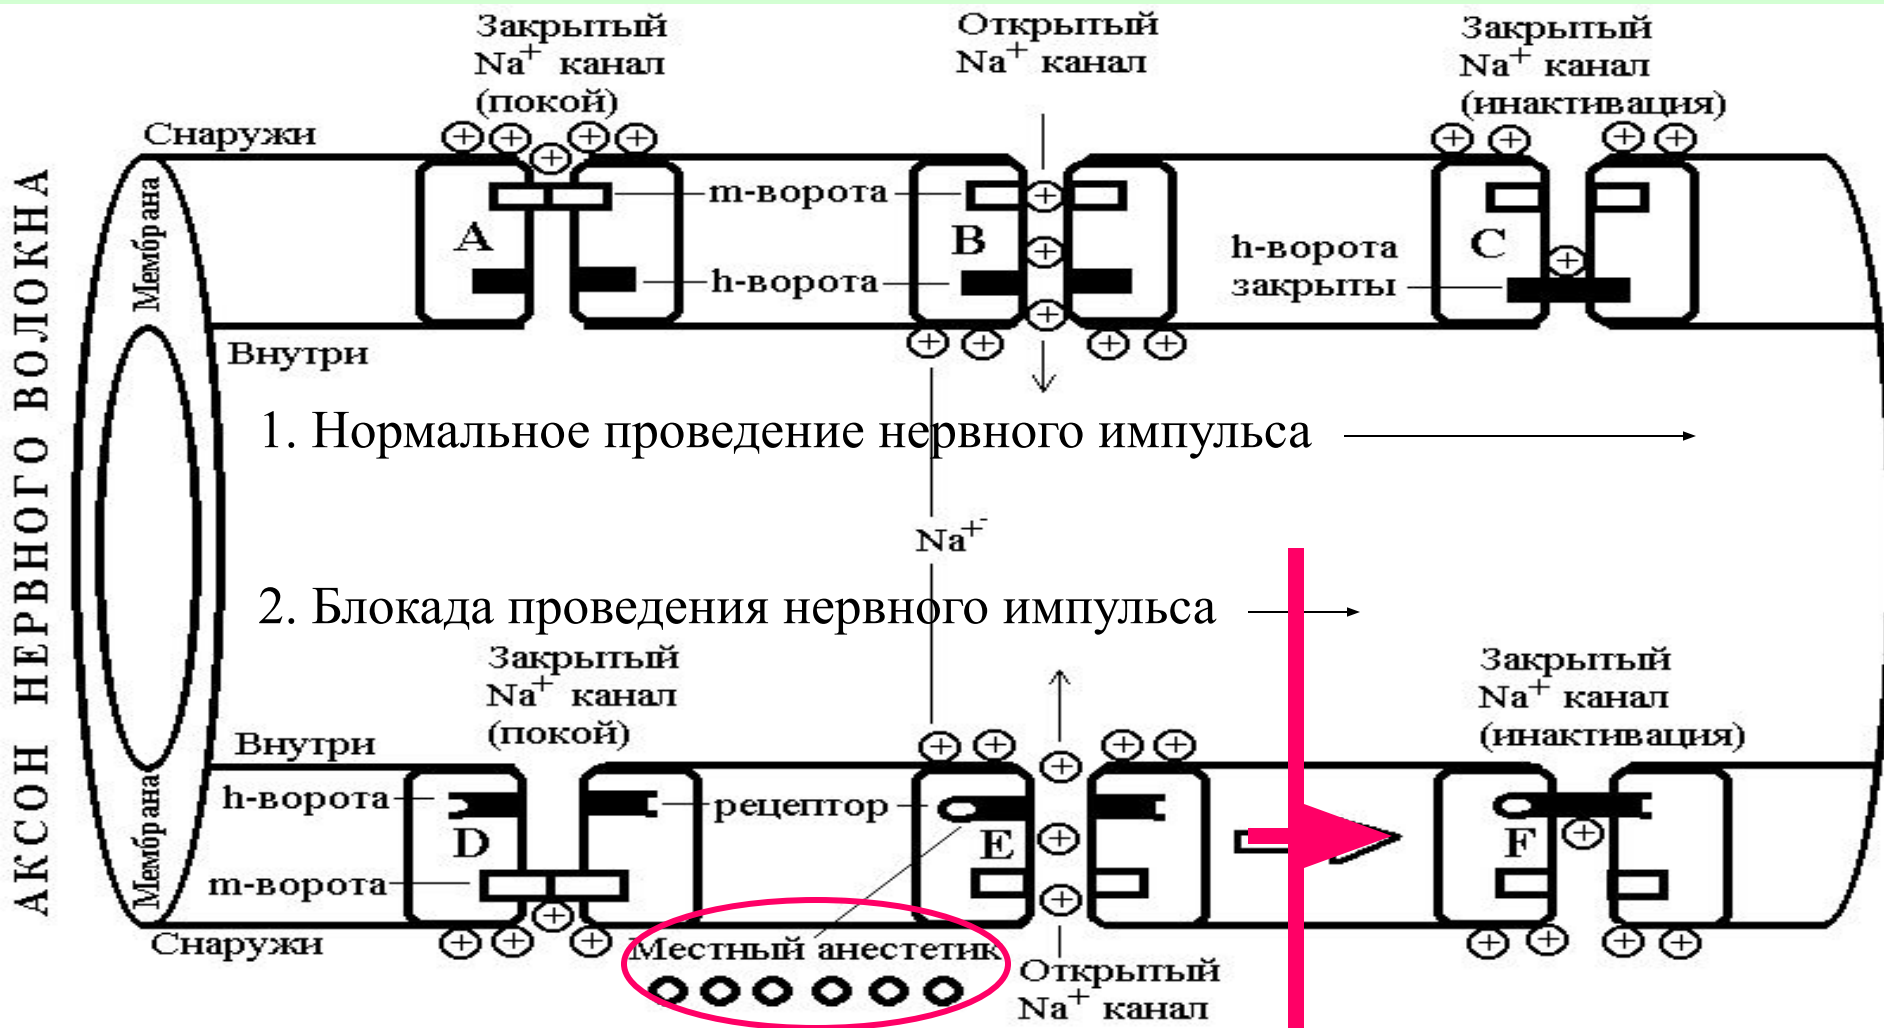 Закрытый
Na+ канал
(покой)
Открытый
Na+ канал
Закрытый
Na+ канал
(инактивация)
Снаружи
АКСОН НЕРВНОГО ВОЛОКНА
Мембрана
m-ворота
A
B
C
h-ворота
h-ворота
закрыты
Внутри
1. Нормальное проведение нервного импульса
Na+-
2. Блокада проведения нервного импульса
Закрытый
Na+ канал
(покой)
Закрытый
Na+ канал
(инактивация)
Внутри
Мембрана
h-ворота
рецептор
D
E
F
m-ворота
Снаружи
Местный анестетик
Открытый
Na+ канал